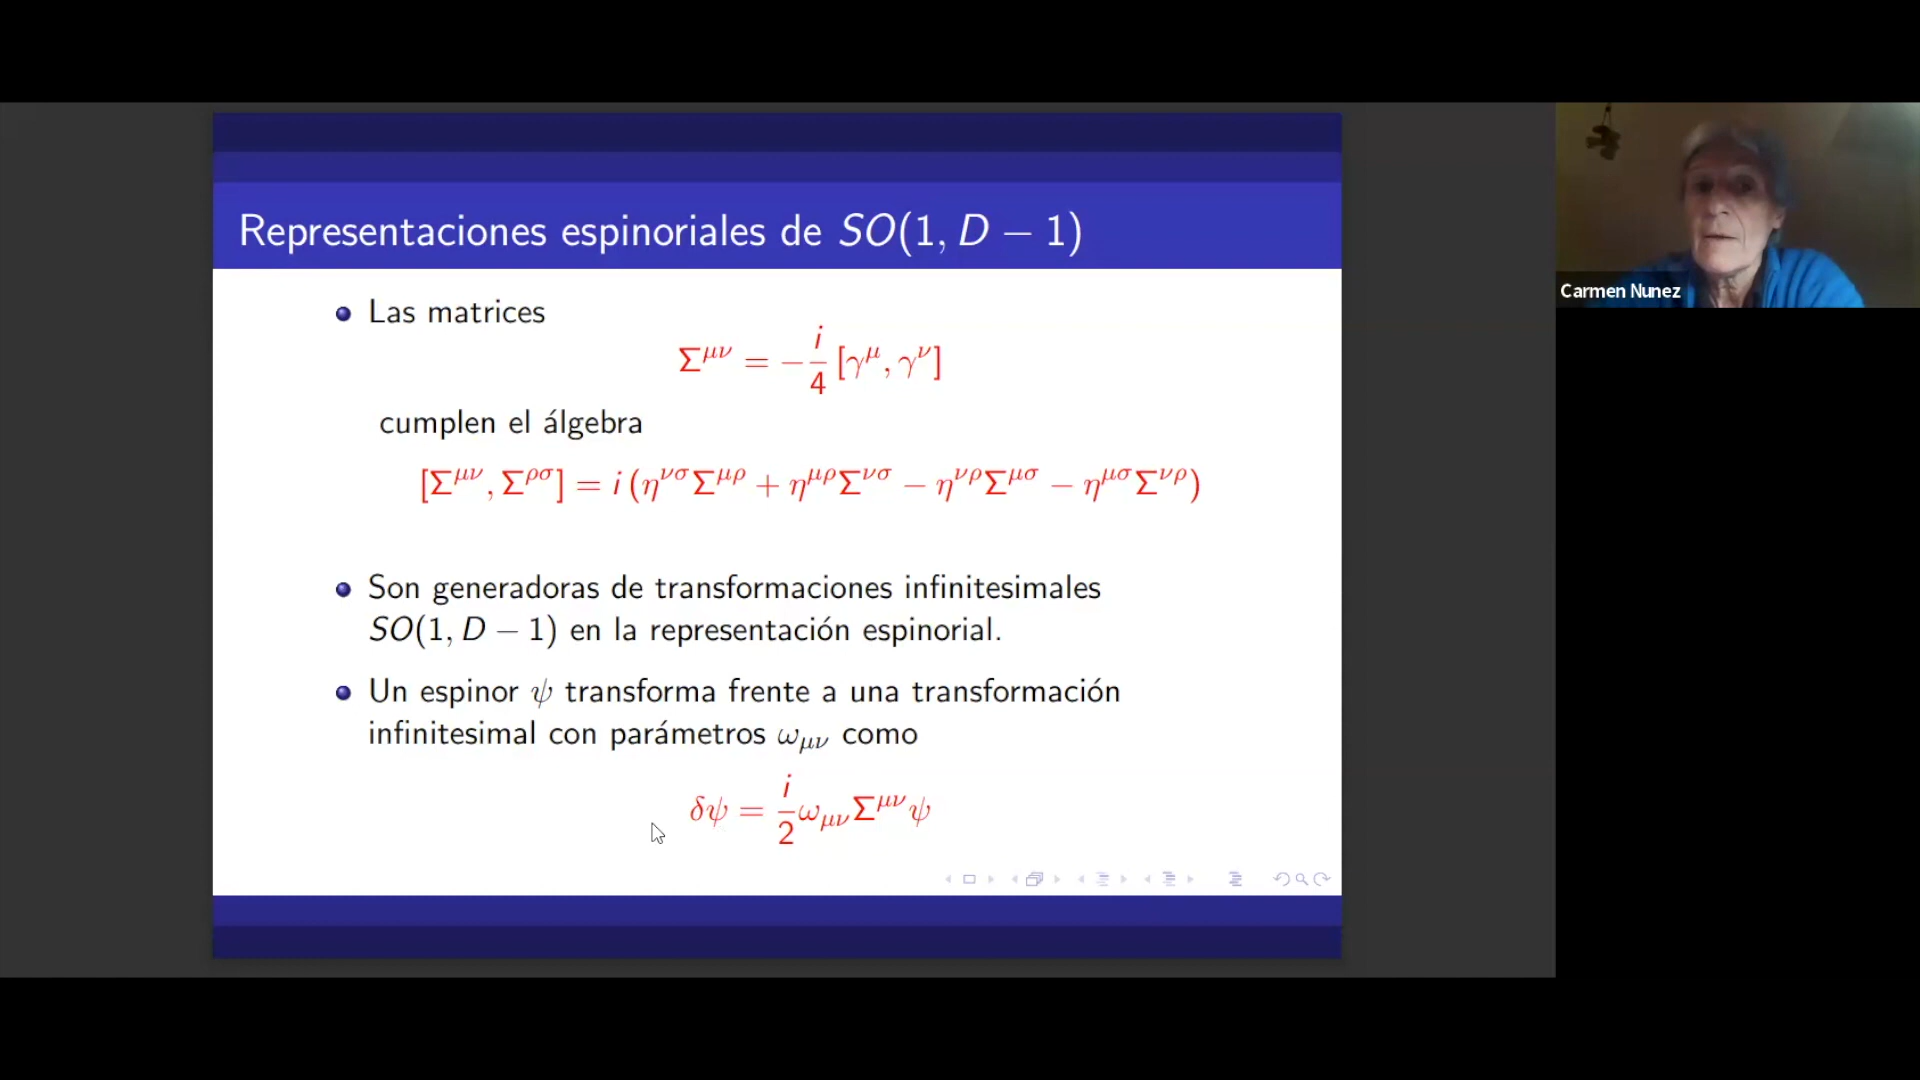 Representaciones espinoriales de SO(1, D − 1)
Las matrices
Σ^{μν} = −\frac{i}{4} [γ^μ, γ^ν]
cumplen el álgebra
[Σ^{μν}, Σ^{ρσ}] = i (η^{νσ}Σ^{μρ} + η^{μρ}Σ^{νσ} − η^{νρ}Σ^{μσ} − η^{μσ}Σ^{νρ})
Son generadoras de transformaciones infinitesimales
SO(1, D − 1) en la representación espinorial.
Un espinor ψ transforma frente a una transformación
infinitesimal con parámetros ω_{μν} como
δψ = \frac{i}{2}ω_{μν}Σ^{μν}ψ
Carmen Nunez